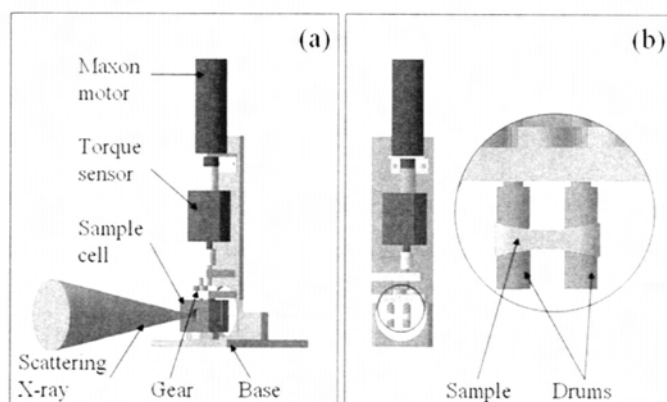 (a)
Maxon
motor
Torque
sensor
Sample
cell
Scattering
X-ray
Gear
Base
(b)
Sample
Drums